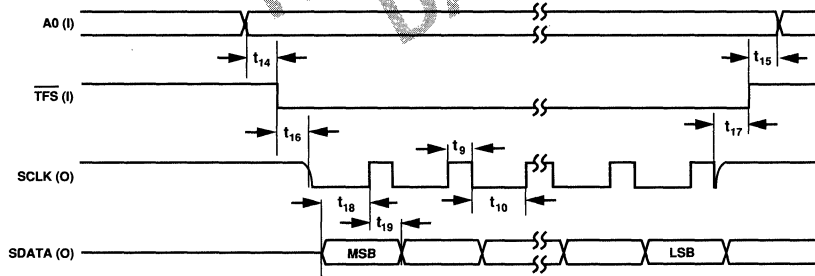 A0 (I)
t14
t15
TFS (I)
t16
t9
t17
SCLK (O)
t18
t10
t19
SDATA (O)
MSB
LSB